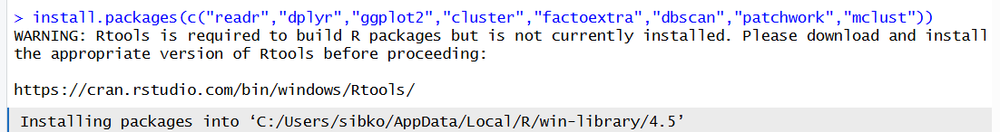 > install.packages(c("readr","dplyr","ggplot2","cluster","factoextra","dbscan","patchwork","mclust"))
WARNING: Rtools is required to build R packages but is not currently installed. Please download and install
the appropriate version of Rtools before proceeding:
https://cran.rstudio.com/bin/windows/Rtools/
Installing packages into ‘C:/Users/sibko/AppData/Local/R/win-library/4.5’